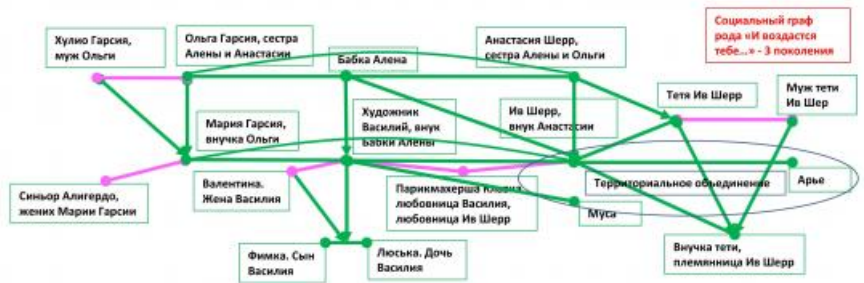 Социальный граф
рода «И воздастся
тебе...» - 3 поколения
Хулио Гарсия,
муж Ольги
Ольга Гарсия, сестра
Алены и Анастасии
Бабка Алена
Анастасия Шерр,
сестра Алены и Ольги
Тетя Ив Шерр
Муж тети
Ив Шер
Мария Гарсия,
внучка Ольги
Художник
Василий, внук
Бабки Алены
Ив Шерр,
внук Анастасии
Синьор Алигердо,
жених Марии Гарсии
Валентина.
Жена Василия
Парикмахерша
любовница Василия,
любовница Ив Шерр
Территориальное объединение
Арье
Муса
Фимка. Сын
Василия
Люська. Дочь
Василия
Внучка тети,
племянница Ив Шерр